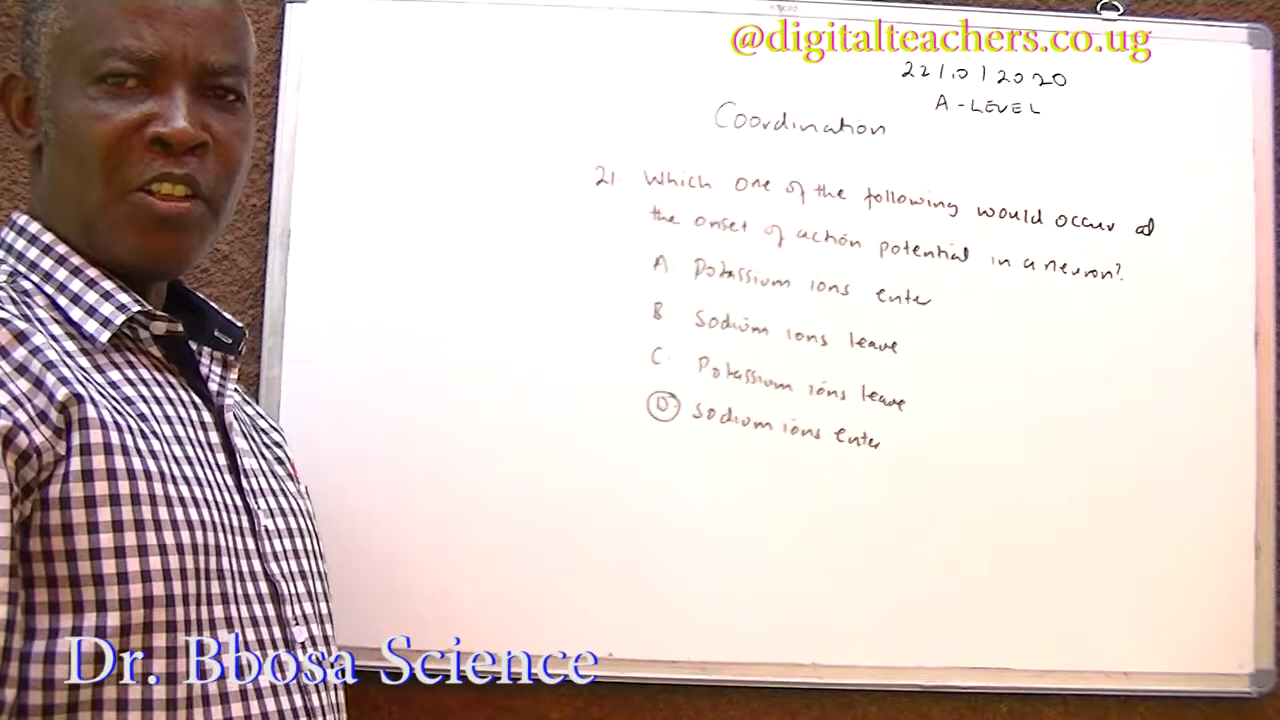 @digitalteachers.co.ug
22/10/2020
A-LEVEL
Coordination
21. Which one of the following would occur at
the onset of action potential in a neuron?
A. Potassium ions enter
B Sodium ions leave
C. Potassium ions leave
D. Sodium ions enter
Dr. Bbosa Science